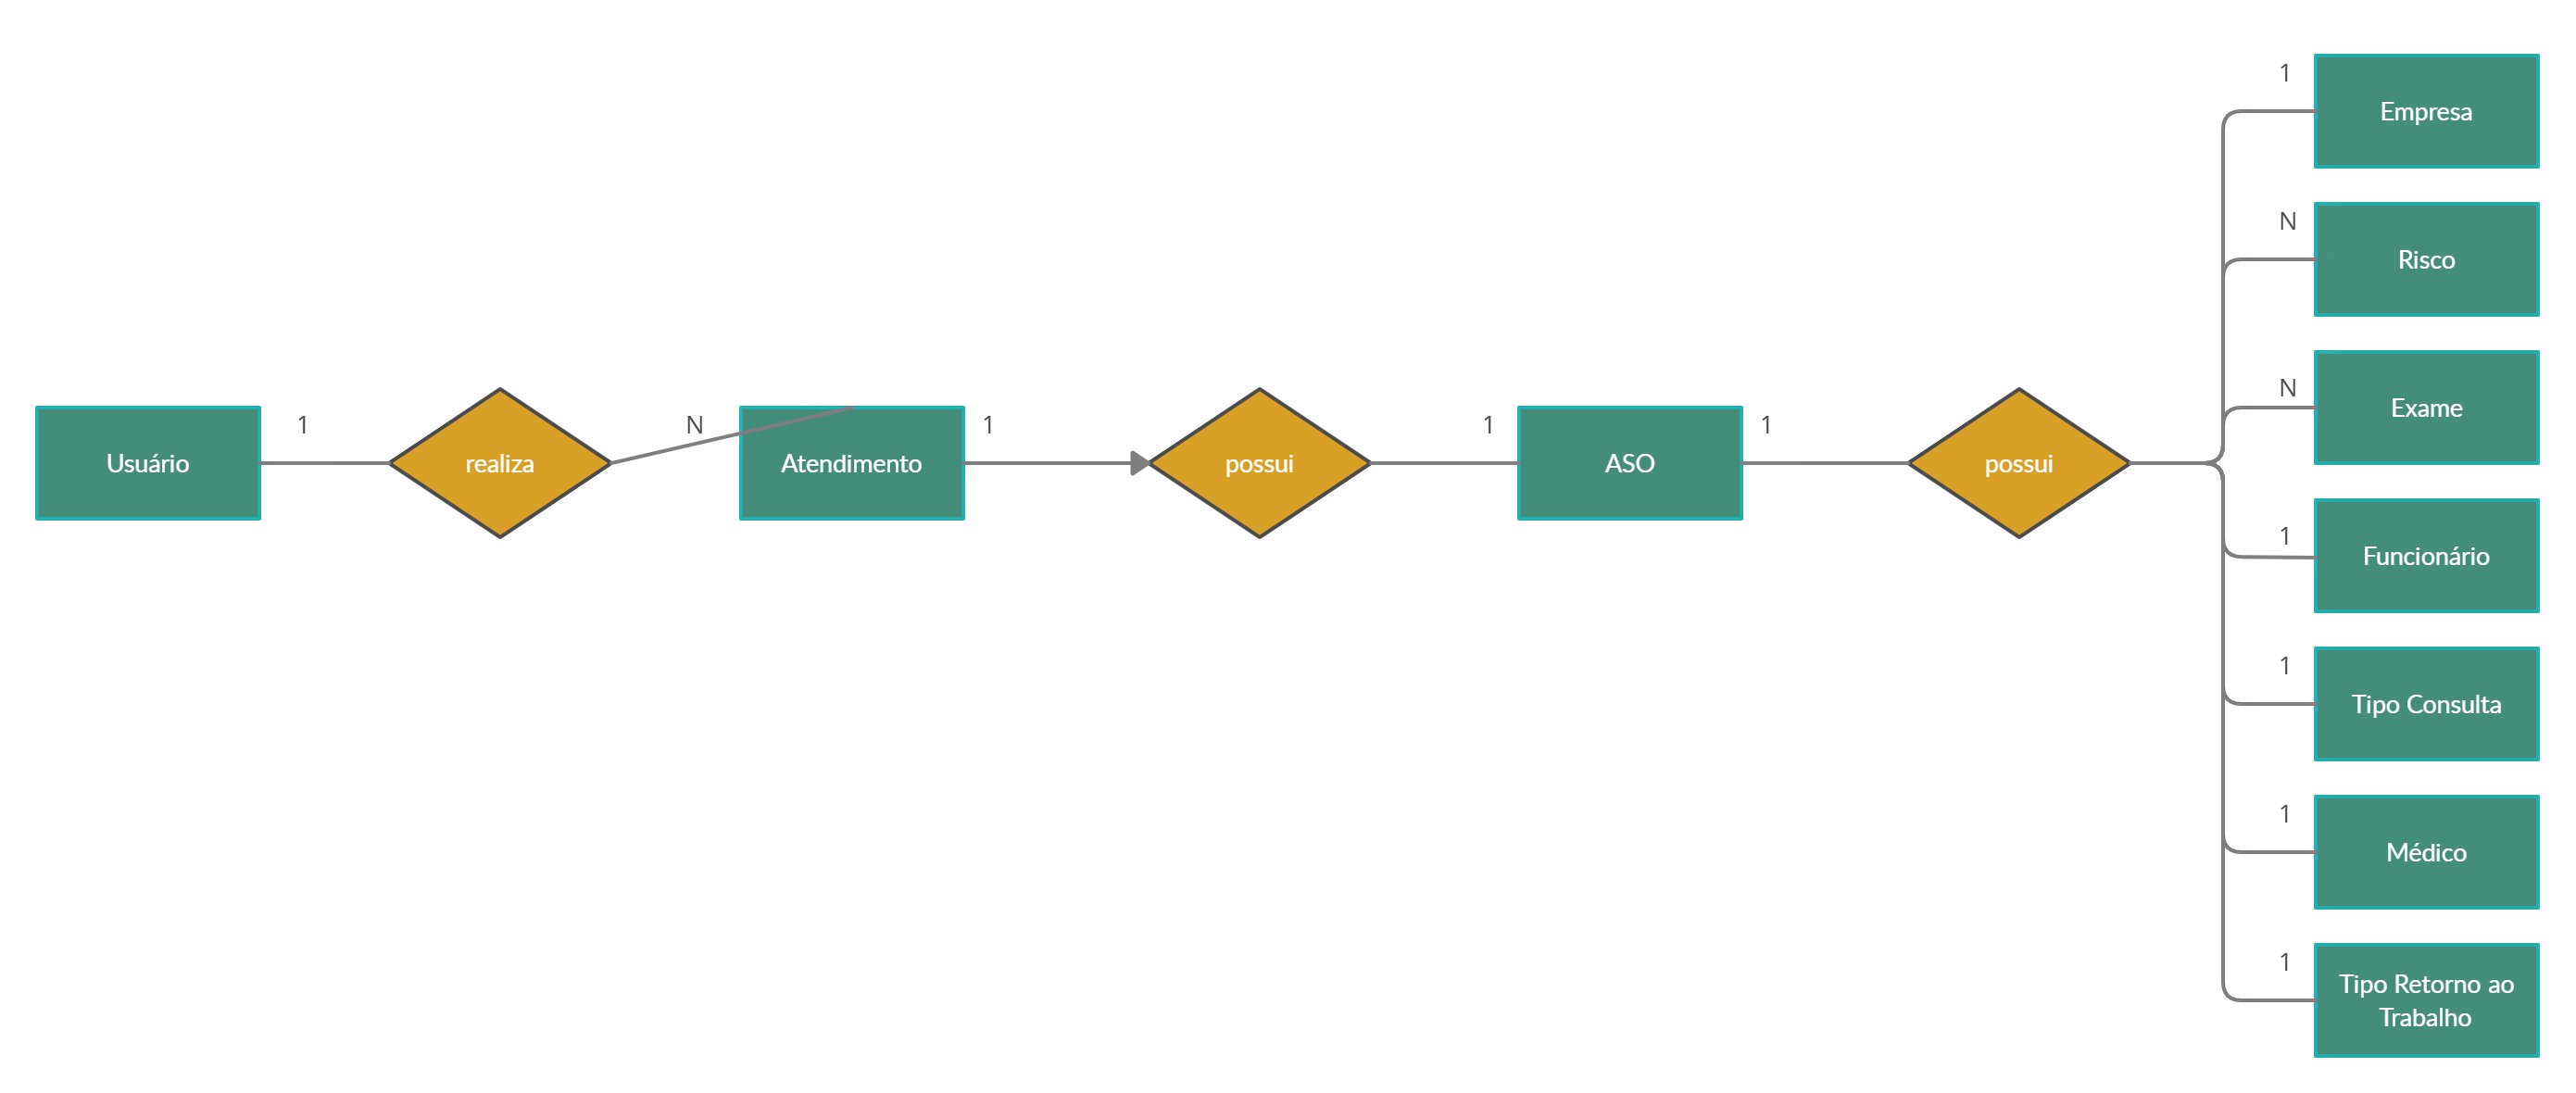 1
Empresa
N
Risco
N
Exame
Usuário
1
realiza
N
Atendimento
1
possui
1
ASO
1
possui
1
Funcionário
1
Tipo Consulta
1
Médico
1
Tipo Retorno ao
Trabalho